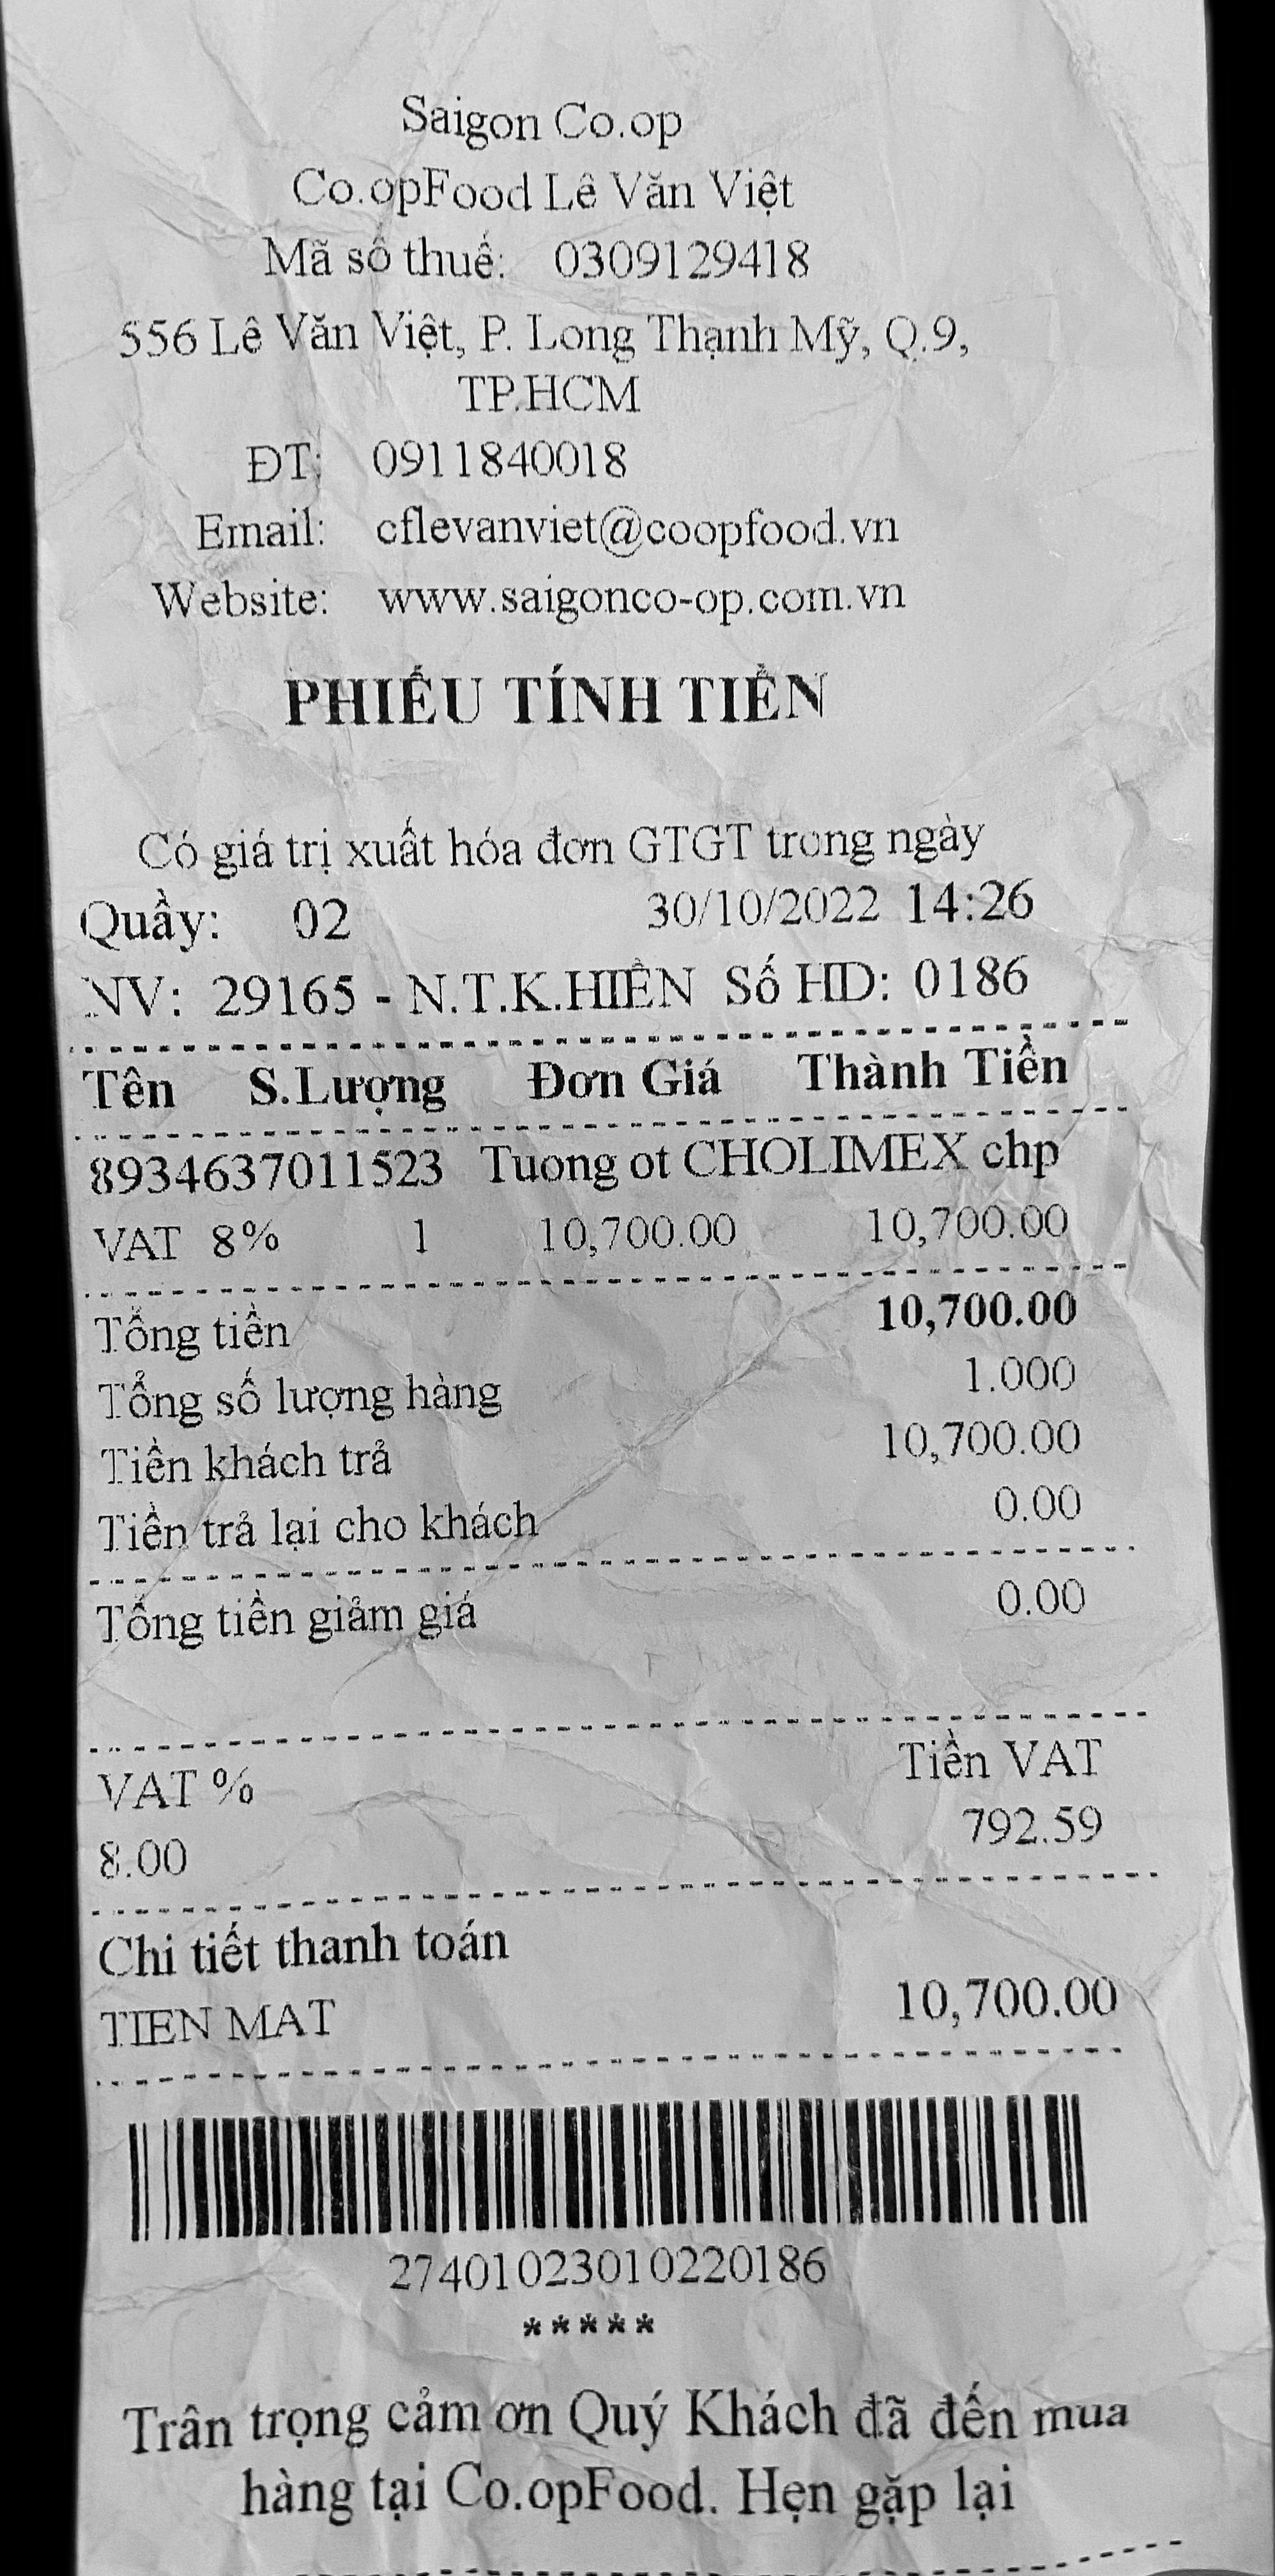 Saigon Co.op
Co.opFood Lê Văn Việt
Mã số thuế: 0309129418
556 Lê Văn Việt, P. Long Thạnh Mỹ, Q.9,
TP.HCM
ĐT: 0911840018
Email: cflevanviet@coopfood.vn
Website: www.saigonco-op.com.vn
PHIẾU TÍNH TIỀN
Có giá trị xuất hóa đơn GTGT trong ngày
Quầy: 02 30/10/2022 14:26
NV: 29165 - N.T.K.HIỀN Số HD: 0186
Tên S.Lượng Đơn Giá Thành Tiền
8934637011523 Tuong ot CHOLIMEX chp
VAT 8% 1 10,700.00 10,700.00
Tổng tiền 10,700.00
Tổng số lượng hàng 1.000
Tiền khách trả 10,700.00
Tiền trả lại cho khách 0.00
Tổng tiền giảm giá 0.00
VAT % Tiền VAT
8.00 792.59
Chi tiết thanh toán
TIEN MAT 10,700.00
27401023010220186
*****
Trân trọng cảm ơn Quý Khách đã đến mua
hàng tại Co.opFood. Hẹn gặp lại